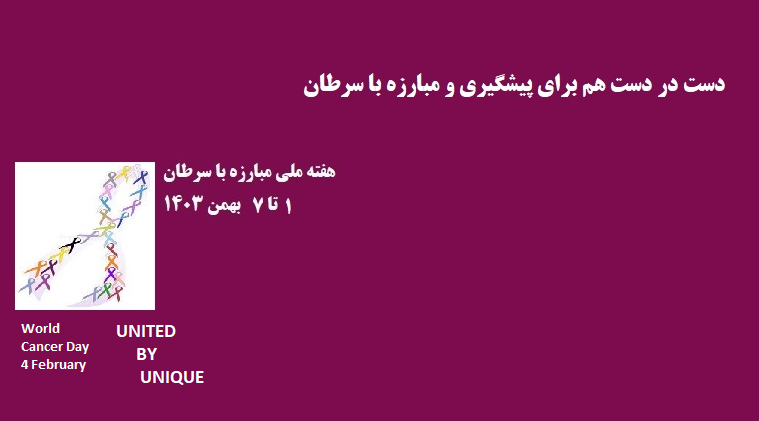 دست در دست هم برای پیشگیری و مبارزه با سرطان
هفته ملی مبارزه با سرطان
۱ تا ۷ بهمن ۱۴۰۳
World
Cancer Day
4 February
UNITED
BY
UNIQUE